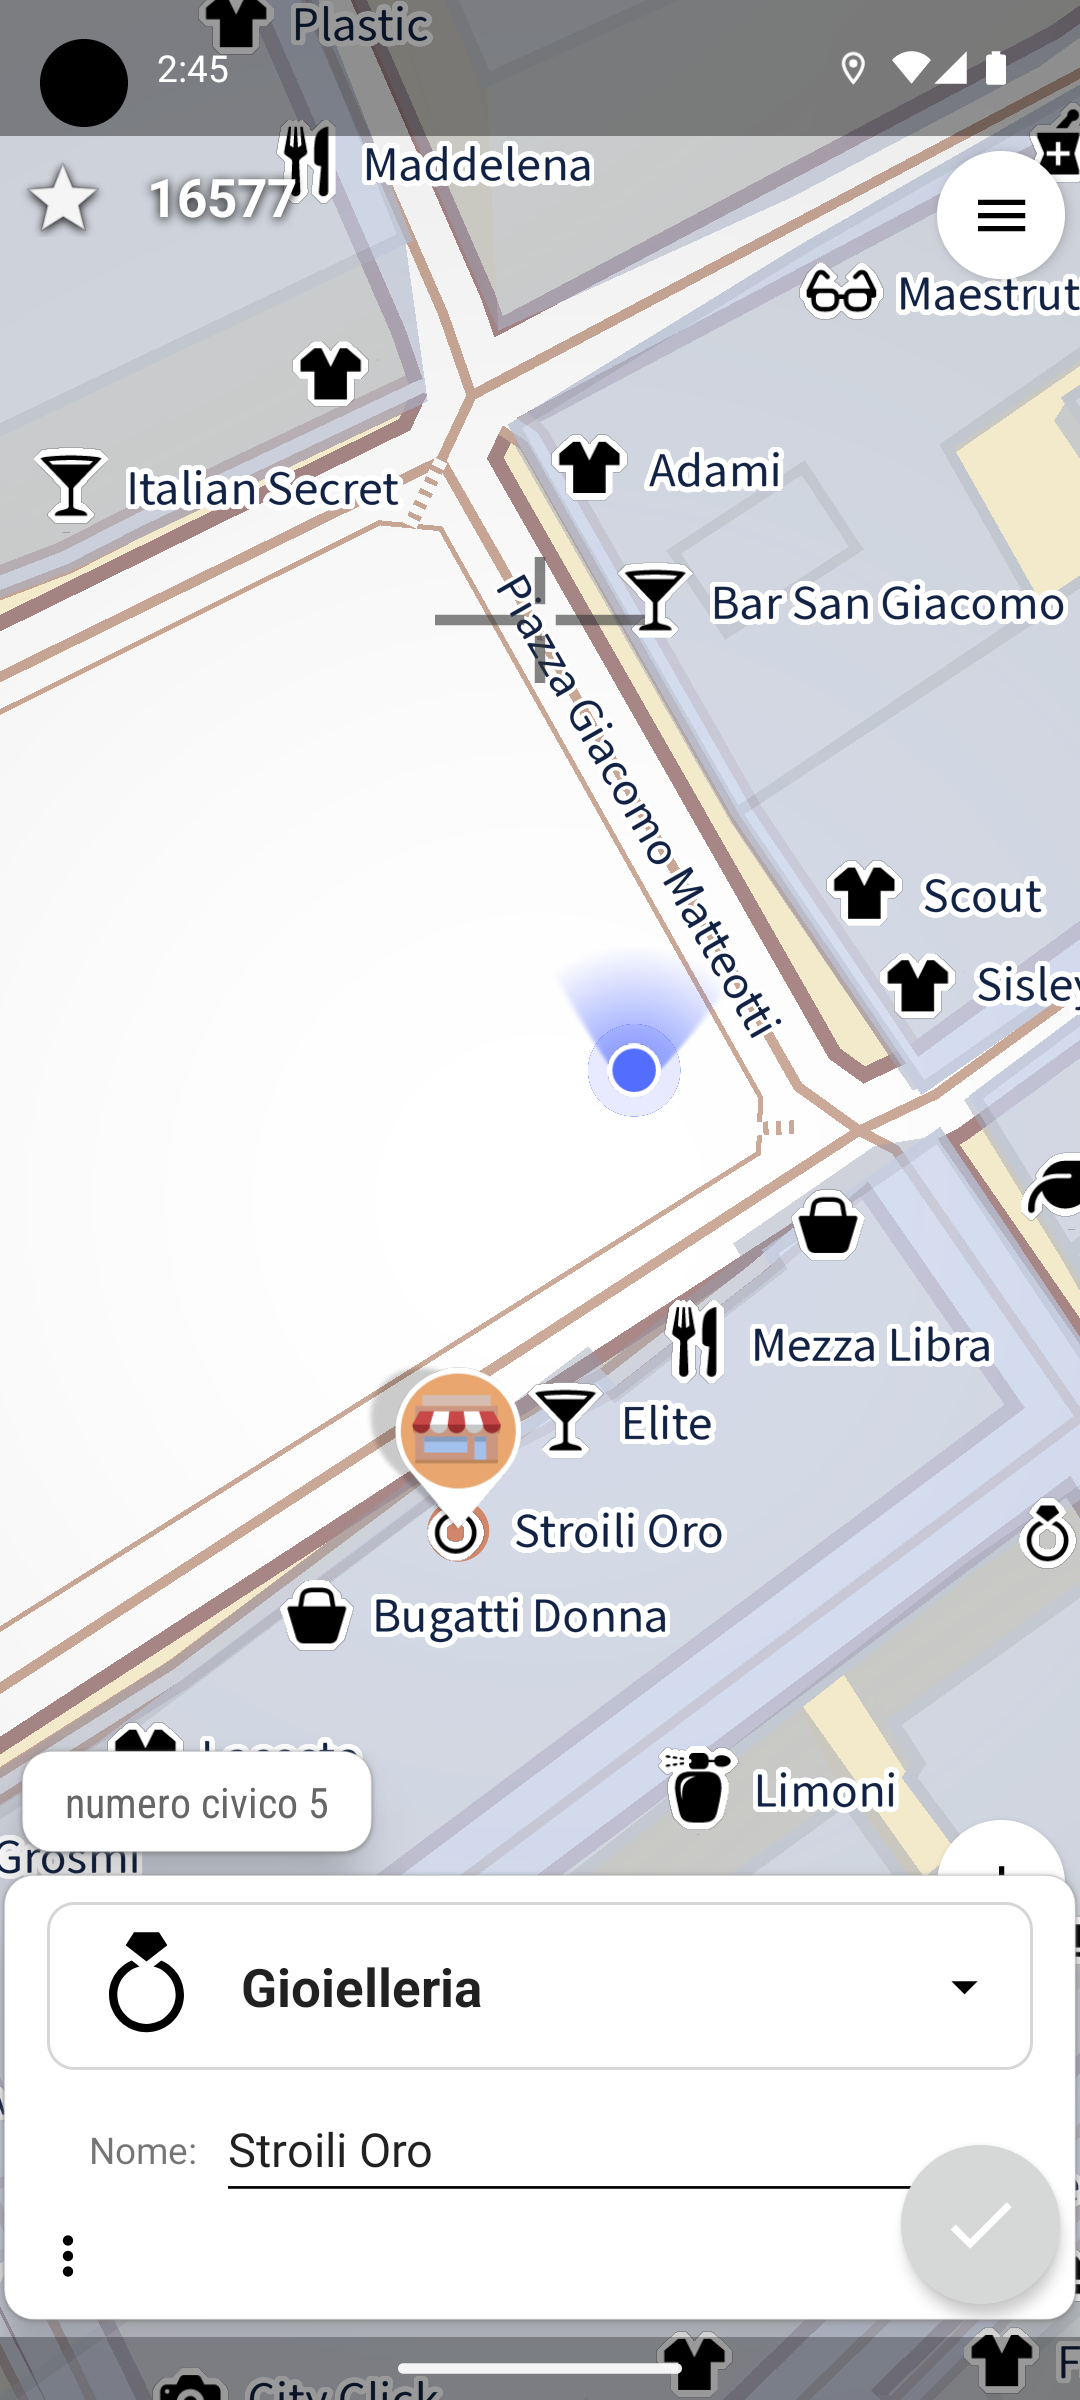 Plastic
2:45
Maddelena
16577
Maestrut
Adami
Italian Secret
Bar San Giacomo
Piazza Giacomo Matteotti
Scout
Sisley
Mezza Libra
Elite
Stroili Oro
Bugatti Donna
Limoni
numero civico 5
Grosmi
Gioielleria
Nome: Stroili Oro
City Click
F